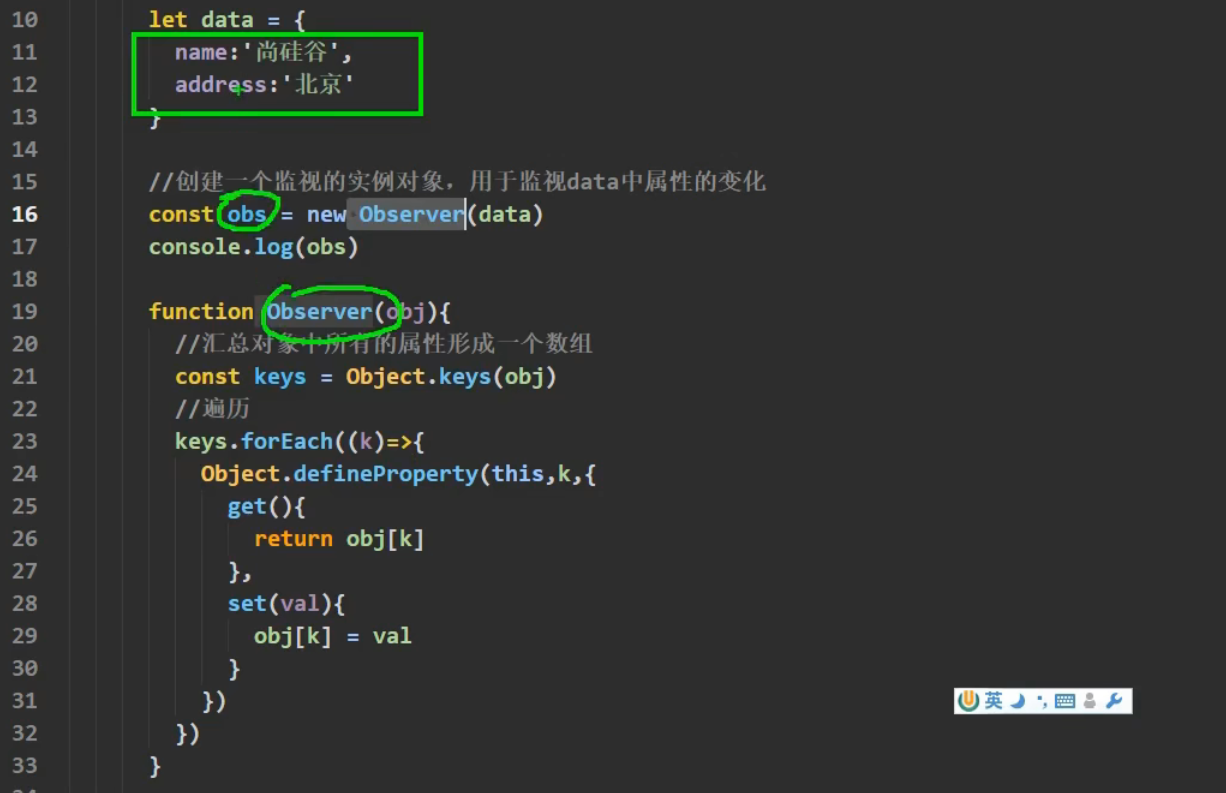 10 let data = {
11 name:'尚硅谷',
12 address:'北京'
13 }
14
15 //创建一个监视的实例对象，用于监视data中属性的变化
16 const obs = new Observer(data)
17 console.log(obs)
18
19 function Observer(obj){
20 //汇总对象中所有的属性形成一个数组
21 const keys = Object.keys(obj)
22 //遍历
23 keys.forEach((k)=>{
24 Object.defineProperty(this,k,{
25 get(){
26 return obj[k]
27 },
28 set(val){
29 obj[k] = val
30 }
31 })
32 })
33 }
英